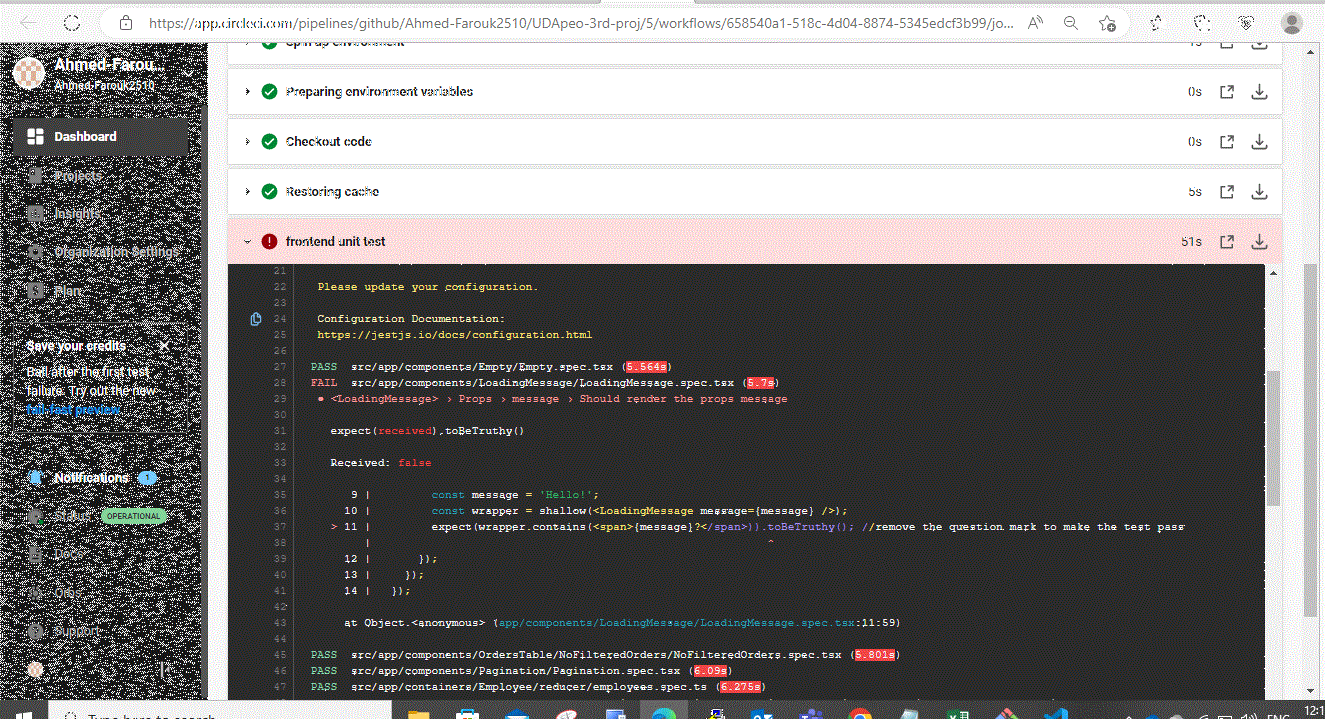 https://app.circleci.com/pipelines/github/Ahmed-Farouk2510/UDApeo-3rd-proj/5/workflows/658540a1-518c-4d04-8874-5345edcf3b99/jo...
Ahmed-Farou...
Ahmed-Farouk2510
Dashboard
Projects
Insights
Organization Settings
Plan
Save your credits
Bail after the first test
failure. Try out the new
fail-fast preview
Notifications 1
Status OPERATIONAL
Docs
Orbs
Support
Spin up environment 1s
Preparing environment variables 0s
Checkout code 0s
Restoring cache 5s
frontend unit test 51s
21
22 Please update your configuration.
23
24 Configuration Documentation:
25 https://jestjs.io/docs/configuration.html
26
27 PASS src/app/components/Empty/Empty.spec.tsx (5.564s)
28 FAIL src/app/components/LoadingMessage/LoadingMessage.spec.tsx (5.7s)
29 ● <LoadingMessage> › Props › message › Should render the props message
30
31 expect(received).toBeTruthy()
32
33 Received: false
34
35 9 | const message = 'Hello!';
36 10 | const wrapper = shallow(<LoadingMessage message={message} />);
37 > 11 | expect(wrapper.contains(<span>{message}?</span>)).toBeTruthy(); //remove the question mark to make the test pass
38 | ^
39 12 | });
40 13 | });
41 14 | });
42
43 at Object.<anonymous> (app/components/LoadingMessage/LoadingMessage.spec.tsx:11:59)
44
45 PASS src/app/components/OrdersTable/NoFilteredOrders/NoFilteredOrders.spec.tsx (5.801s)
46 PASS src/app/components/Pagination/Pagination.spec.tsx (6.09s)
47 PASS src/app/containers/Employee/reducer/employees.spec.ts (6.275s)
Type here to search
ENG
12:1